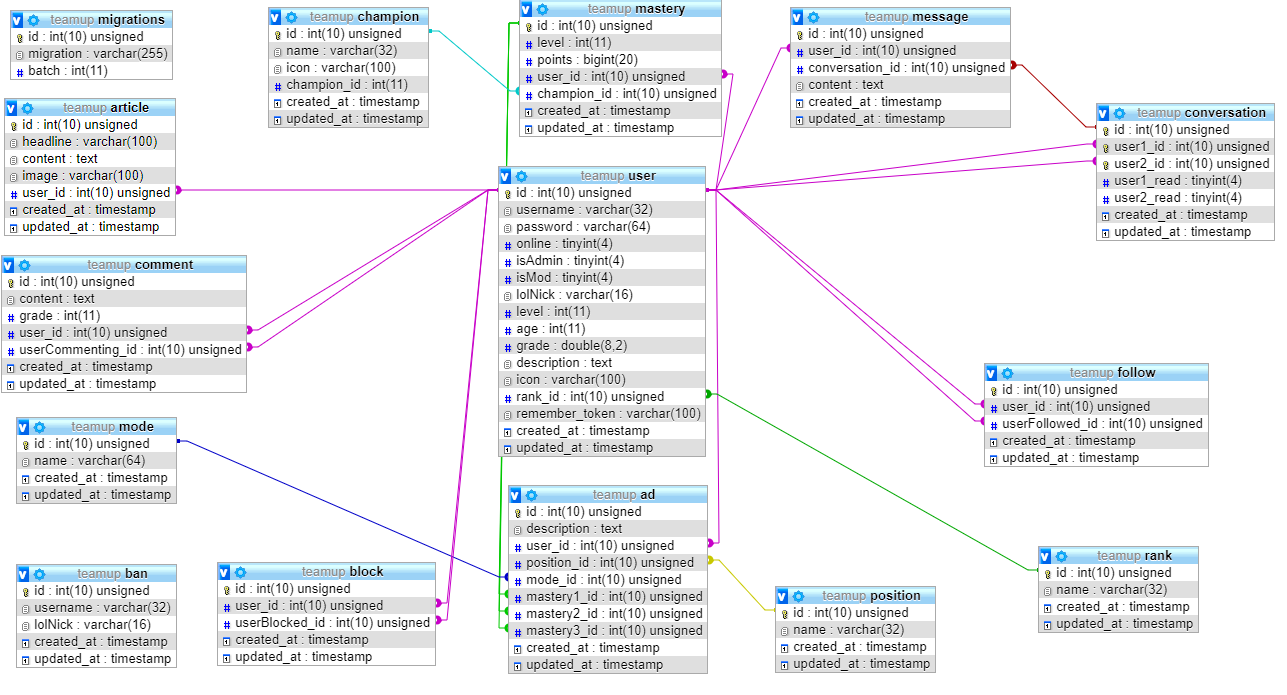 teamup migrations
id : int(10) unsigned
migration : varchar(255)
batch : int(11)
teamup champion
id : int(10) unsigned
name : varchar(32)
icon : varchar(100)
champion_id : int(11)
created_at : timestamp
updated_at : timestamp
teamup mastery
id : int(10) unsigned
level : int(11)
points : bigint(20)
user_id : int(10) unsigned
champion_id : int(10) unsigned
created_at : timestamp
updated_at : timestamp
teamup message
id : int(10) unsigned
user_id : int(10) unsigned
conversation_id : int(10) unsigned
content : text
created_at : timestamp
updated_at : timestamp
teamup article
id : int(10) unsigned
headline : varchar(100)
content : text
image : varchar(100)
user_id : int(10) unsigned
created_at : timestamp
updated_at : timestamp
teamup conversation
id : int(10) unsigned
user1_id : int(10) unsigned
user2_id : int(10) unsigned
user1_read : tinyint(4)
user2_read : tinyint(4)
created_at : timestamp
updated_at : timestamp
teamup user
id : int(10) unsigned
username : varchar(32)
password : varchar(64)
online : tinyint(4)
isAdmin : tinyint(4)
isMod : tinyint(4)
lolNick : varchar(16)
level : int(11)
age : int(11)
grade : double(8,2)
description : text
icon : varchar(100)
rank_id : int(10) unsigned
remember_token : varchar(100)
created_at : timestamp
updated_at : timestamp
teamup comment
id : int(10) unsigned
content : text
grade : int(11)
user_id : int(10) unsigned
userCommenting_id : int(10) unsigned
created_at : timestamp
updated_at : timestamp
teamup follow
id : int(10) unsigned
user_id : int(10) unsigned
userFollowed_id : int(10) unsigned
created_at : timestamp
updated_at : timestamp
teamup mode
id : int(10) unsigned
name : varchar(64)
created_at : timestamp
updated_at : timestamp
teamup ad
id : int(10) unsigned
description : text
user_id : int(10) unsigned
position_id : int(10) unsigned
mode_id : int(10) unsigned
mastery1_id : int(10) unsigned
mastery2_id : int(10) unsigned
mastery3_id : int(10) unsigned
created_at : timestamp
updated_at : timestamp
teamup ban
id : int(10) unsigned
username : varchar(32)
lolNick : varchar(16)
created_at : timestamp
updated_at : timestamp
teamup block
id : int(10) unsigned
user_id : int(10) unsigned
userBlocked_id : int(10) unsigned
created_at : timestamp
updated_at : timestamp
teamup position
id : int(10) unsigned
name : varchar(32)
created_at : timestamp
updated_at : timestamp
teamup rank
id : int(10) unsigned
name : varchar(32)
created_at : timestamp
updated_at : timestamp